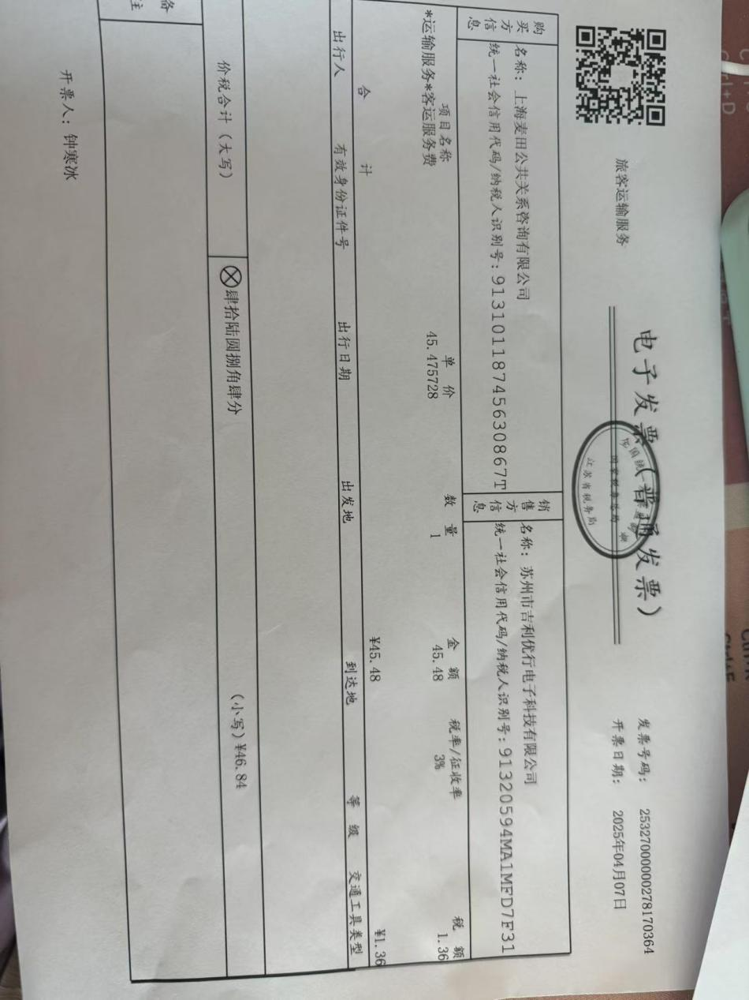 旅客运输服务
电子发票（普通发票）
国家税务总局
江苏省税务局
发票号码： 25327000000278170364
开票日期： 2025年04月07日
购买方信息
名称：上海麦田公共关系咨询有限公司
统一社会信用代码/纳税人识别号：91310118745630867T
销售方信息
名称：苏州市吉利优行电子科技有限公司
统一社会信用代码/纳税人识别号：91320594MA1MFD7F31
项目名称 单价 数量 金额 税率/征收率 税额
*运输服务*客运服务费 45.475728 1 45.48 3% 1.36
合计 ¥45.48 ¥1.36
出行人 有效身份证件号 出行日期 出发地 到达地 等级 交通工具类型
价税合计（大写） ⊗肆拾陆圆捌角肆分 （小写）¥46.84
备注
开票人：钟寒冰